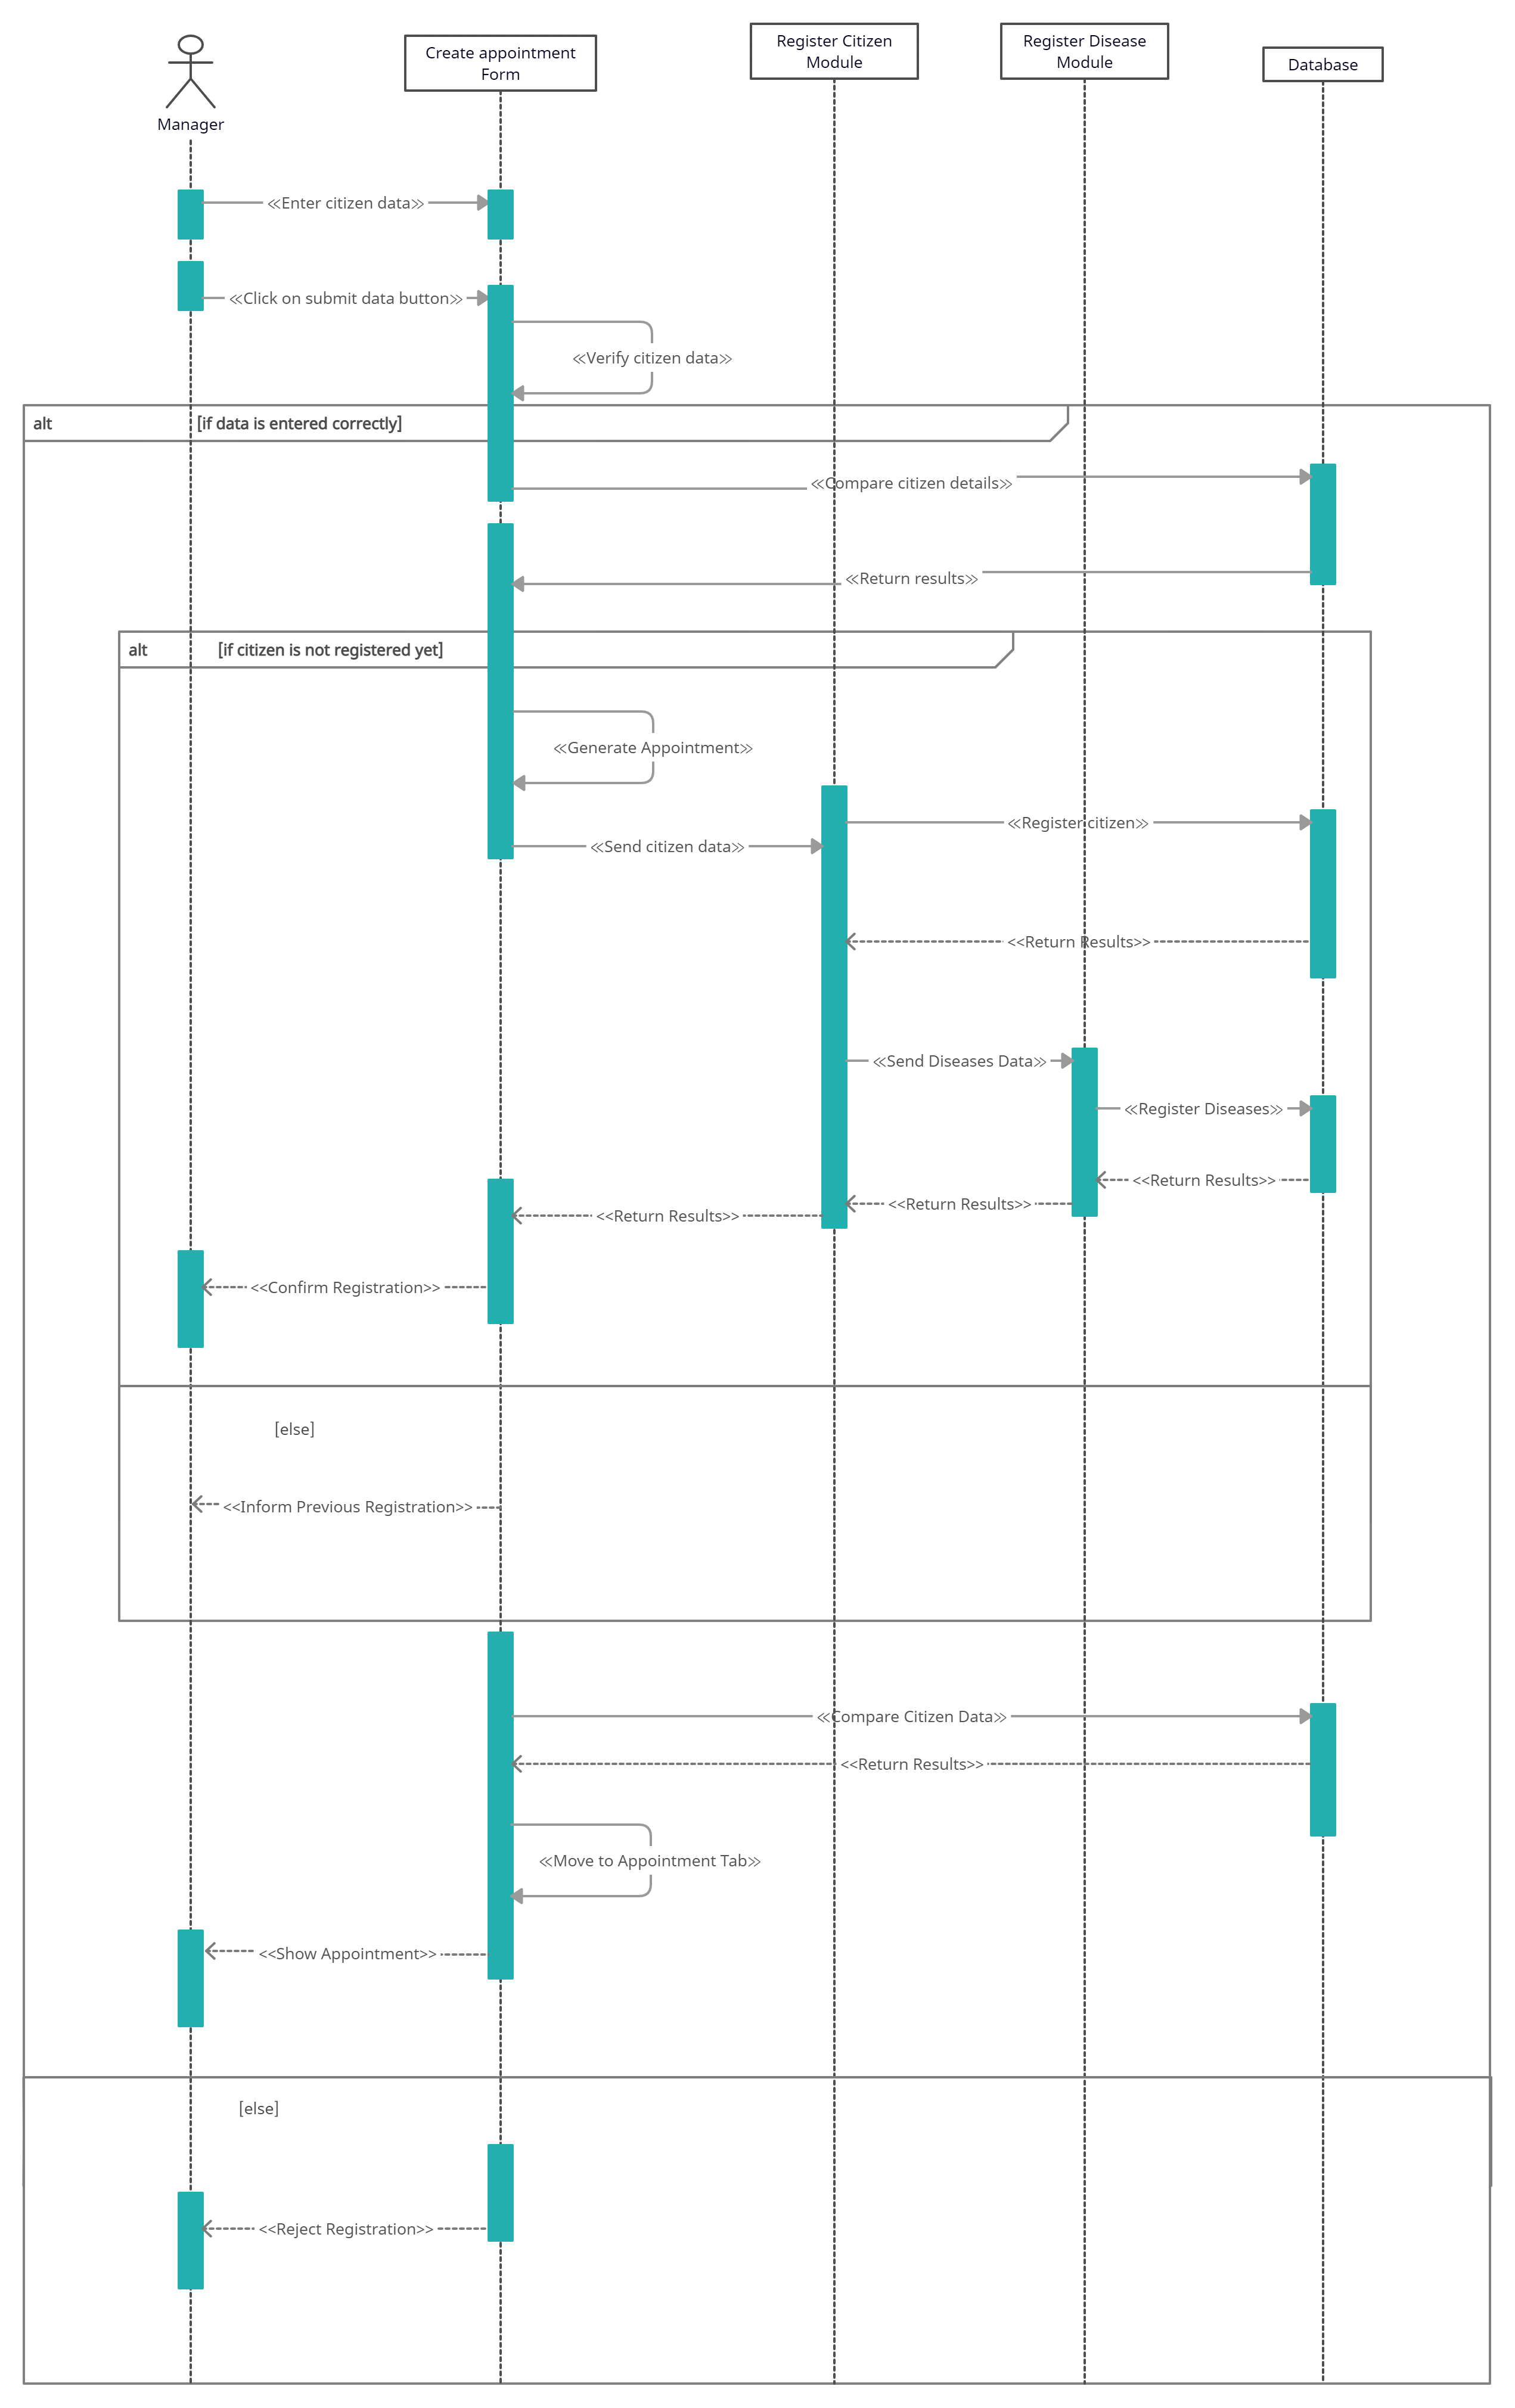 Manager
Create appointment
Form
Register Citizen
Module
Register Disease
Module
Database
≪Enter citizen data≫
≪Click on submit data button≫
≪Verify citizen data≫
alt [if data is entered correctly]
≪Compare citizen details≫
≪Return results≫
alt [if citizen is not registered yet]
≪Generate Appointment≫
≪Register citizen≫
≪Send citizen data≫
<<Return Results>>
≪Send Diseases Data≫
≪Register Diseases≫
<<Return Results>>
<<Return Results>>
<<Return Results>>
<<Confirm Registration>>
[else]
<<Inform Previous Registration>>
≪Compare Citizen Data≫
<<Return Results>>
≪Move to Appointment Tab≫
<<Show Appointment>>
[else]
<<Reject Registration>>